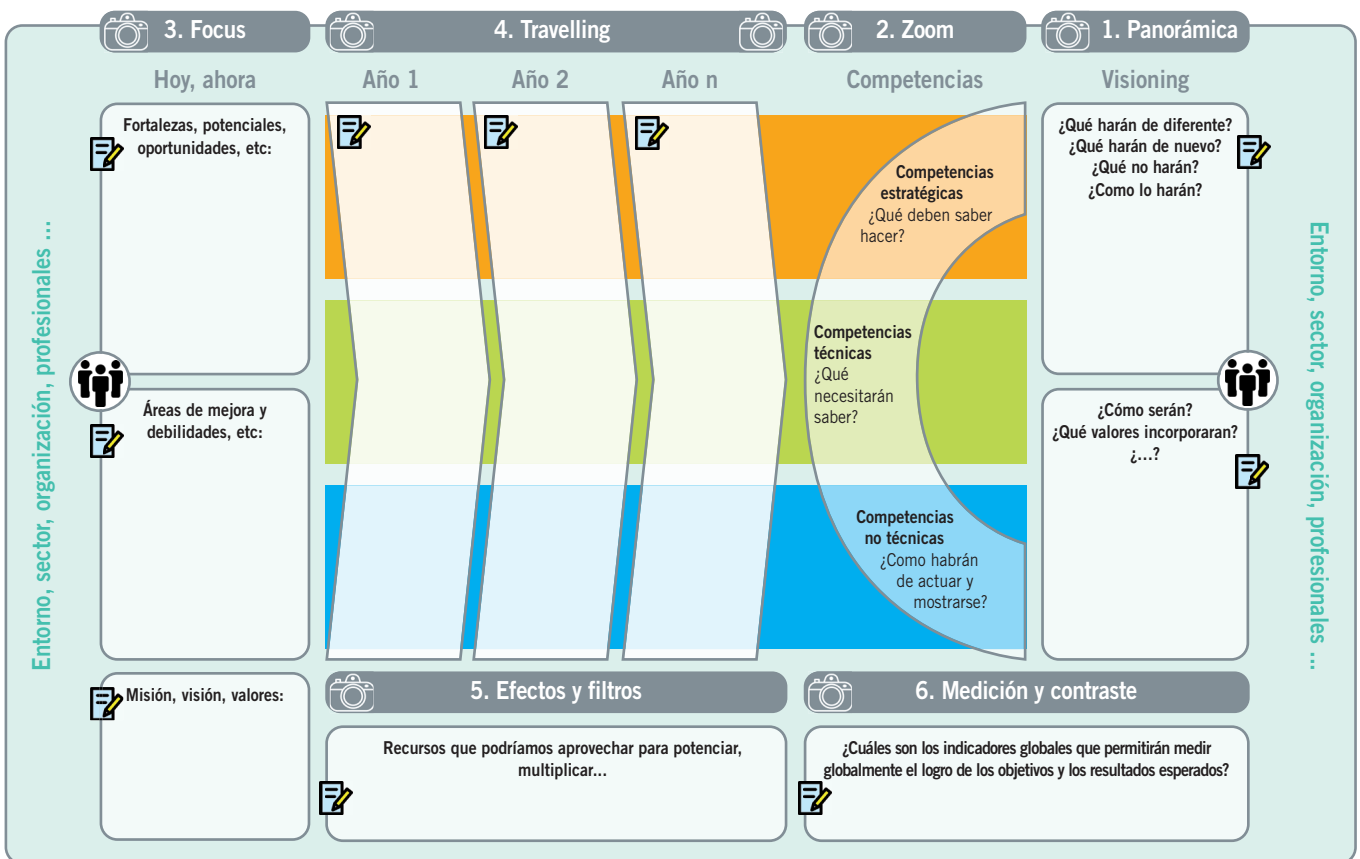 3. Focus
4. Travelling
2. Zoom
1. Panorámica
Hoy, ahora
Año 1
Año 2
Año n
Competencias
Visioning
Entorno, sector, organización, profesionales ...
Fortalezas, potenciales,
oportunidades, etc:
Áreas de mejora y
debilidades, etc:
Misión, visión, valores:
Competencias
estratégicas
¿Qué deben saber
hacer?
Competencias
técnicas
¿Qué
necesitarán
saber?
Competencias
no técnicas
¿Como habrán
de actuar y
mostrarse?
¿Qué harán de diferente?
¿Qué harán de nuevo?
¿Qué no harán?
¿Como lo harán?
¿Cómo serán?
¿Qué valores incorporaran?
¿...?
Entorno, sector, organización, profesionales ...
5. Efectos y filtros
Recursos que podríamos aprovechar para potenciar,
multiplicar...
6. Medición y contraste
¿Cuáles son los indicadores globales que permitirán medir
globalmente el logro de los objetivos y los resultados esperados?